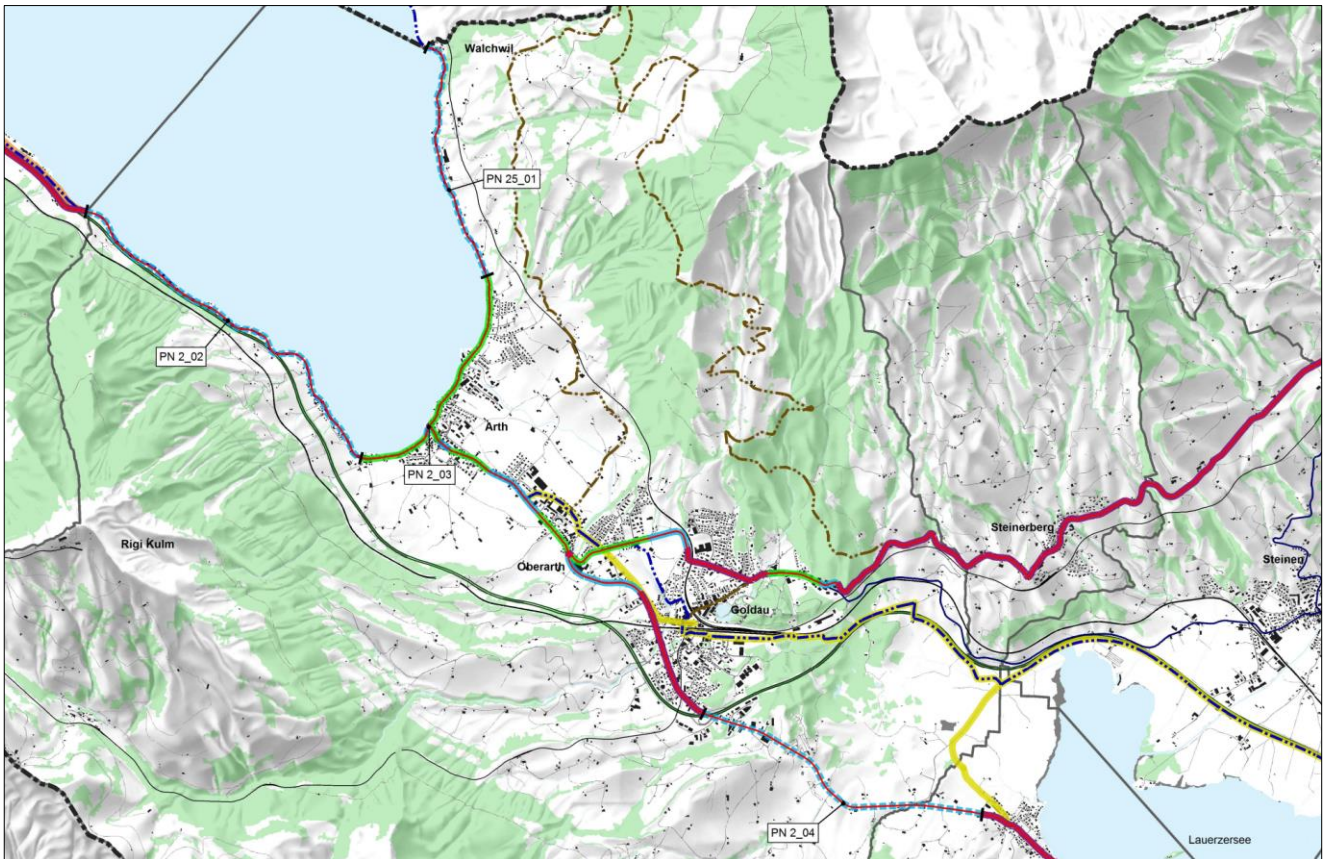 Walchwil
PN 25_01
PN 2_02
Arth
PN 2_03
Steinerberg
Rigi Kulm
Oberarth
Steinen
Goldau
PN 2_04
Lauerzersee